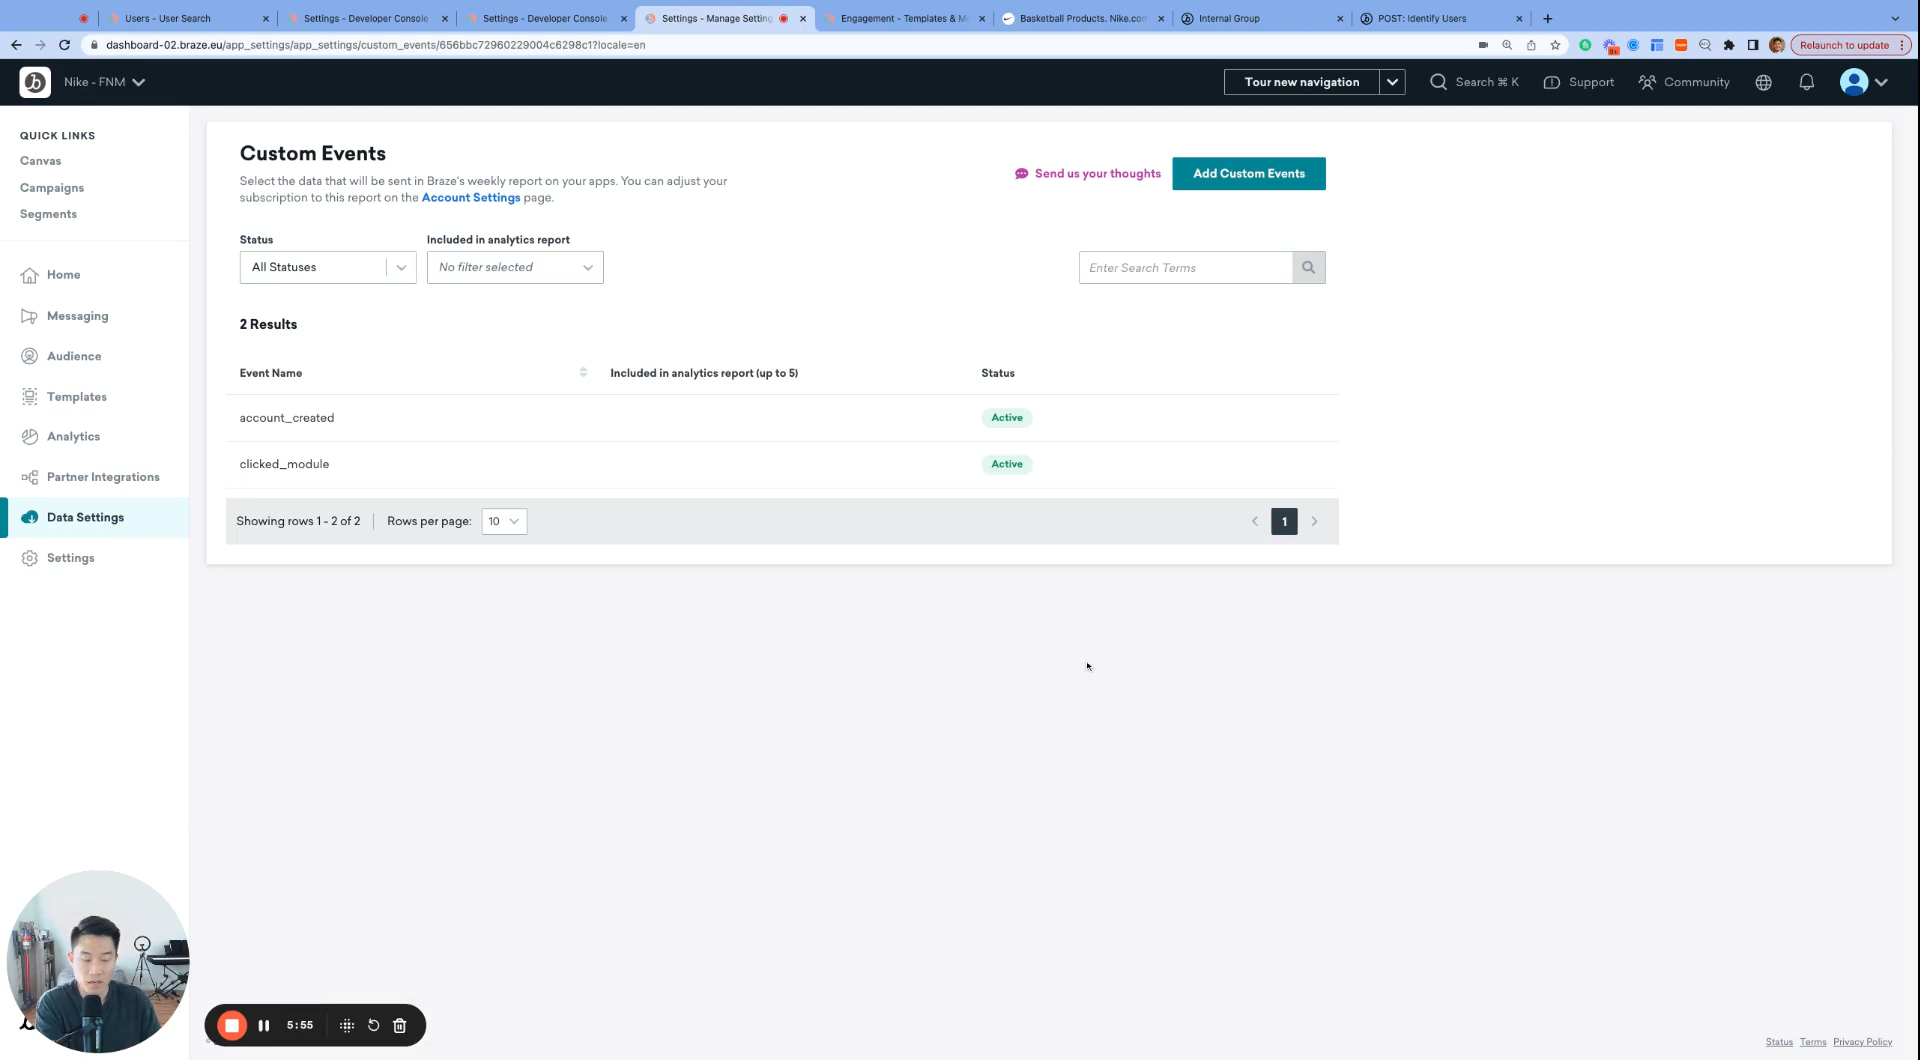 Users - User Search
Settings - Developer Console
Settings - Developer Console
Settings - Manage Setting
Engagement - Templates & M
Basketball Products. Nike.com
Internal Group
POST: Identify Users
dashboard-02.braze.eu/app_settings/app_settings/custom_events/656bbc72960229004c6298c1?locale=en
9+
Relaunch to update
Nike - FNM
Tour new navigation
Search ⌘ K
Support
Community
QUICK LINKS
Canvas
Campaigns
Segments
Home
Messaging
Audience
Templates
Analytics
Partner Integrations
Data Settings
Settings
Custom Events
Select the data that will be sent in Braze's weekly report on your apps. You can adjust your
subscription to this report on the Account Settings page.
Send us your thoughts
Add Custom Events
Status
Included in analytics report
All Statuses
No filter selected
Enter Search Terms
2 Results
Event Name
Included in analytics report (up to 5)
Status
account_created
Active
clicked_module
Active
Showing rows 1 - 2 of 2
Rows per page:
10
1
5:55
Status
Terms
Privacy Policy